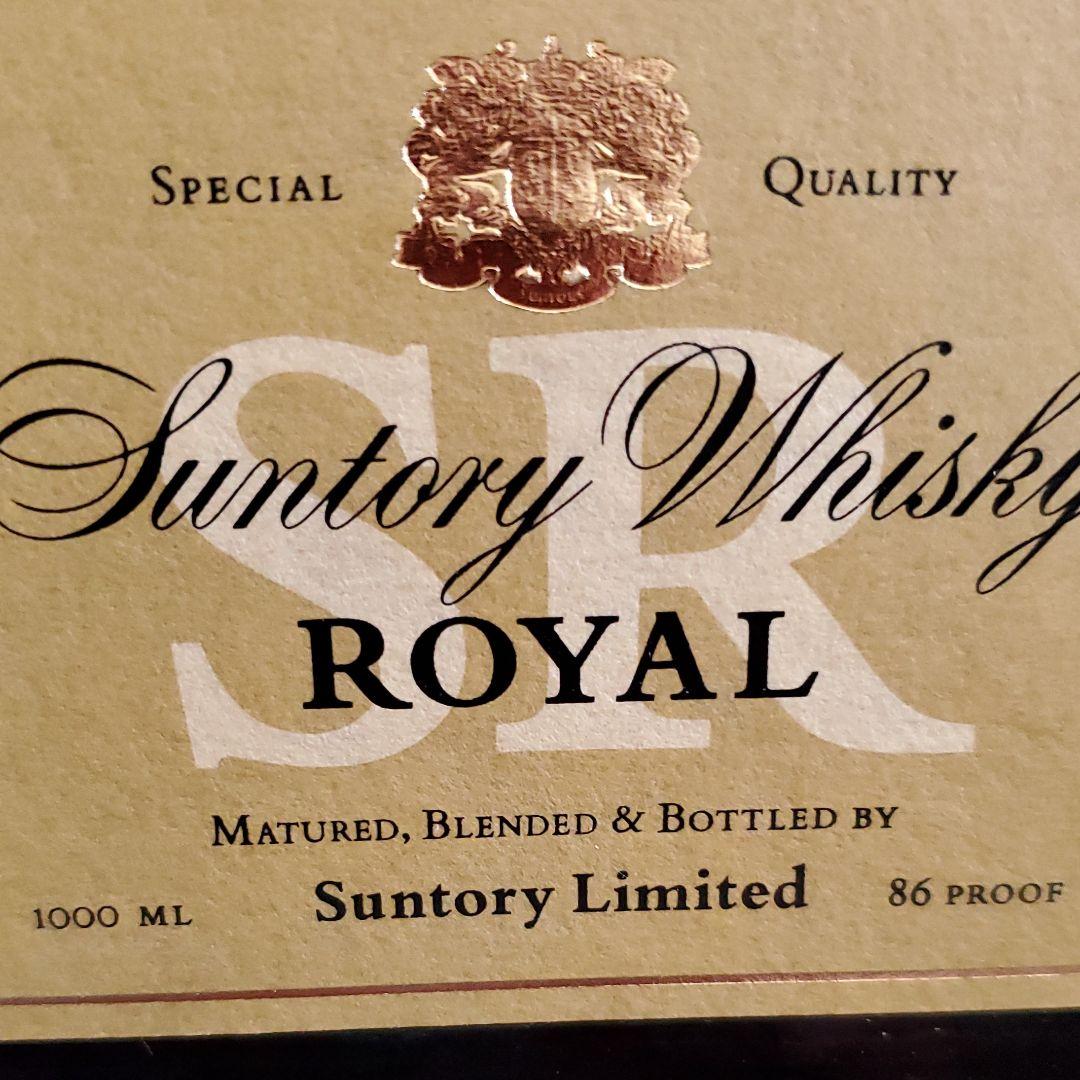 Special Quality
SR
Suntory Whisky
ROYAL
Matured, Blended & Bottled by
1000 ml Suntory Limited 86 proof